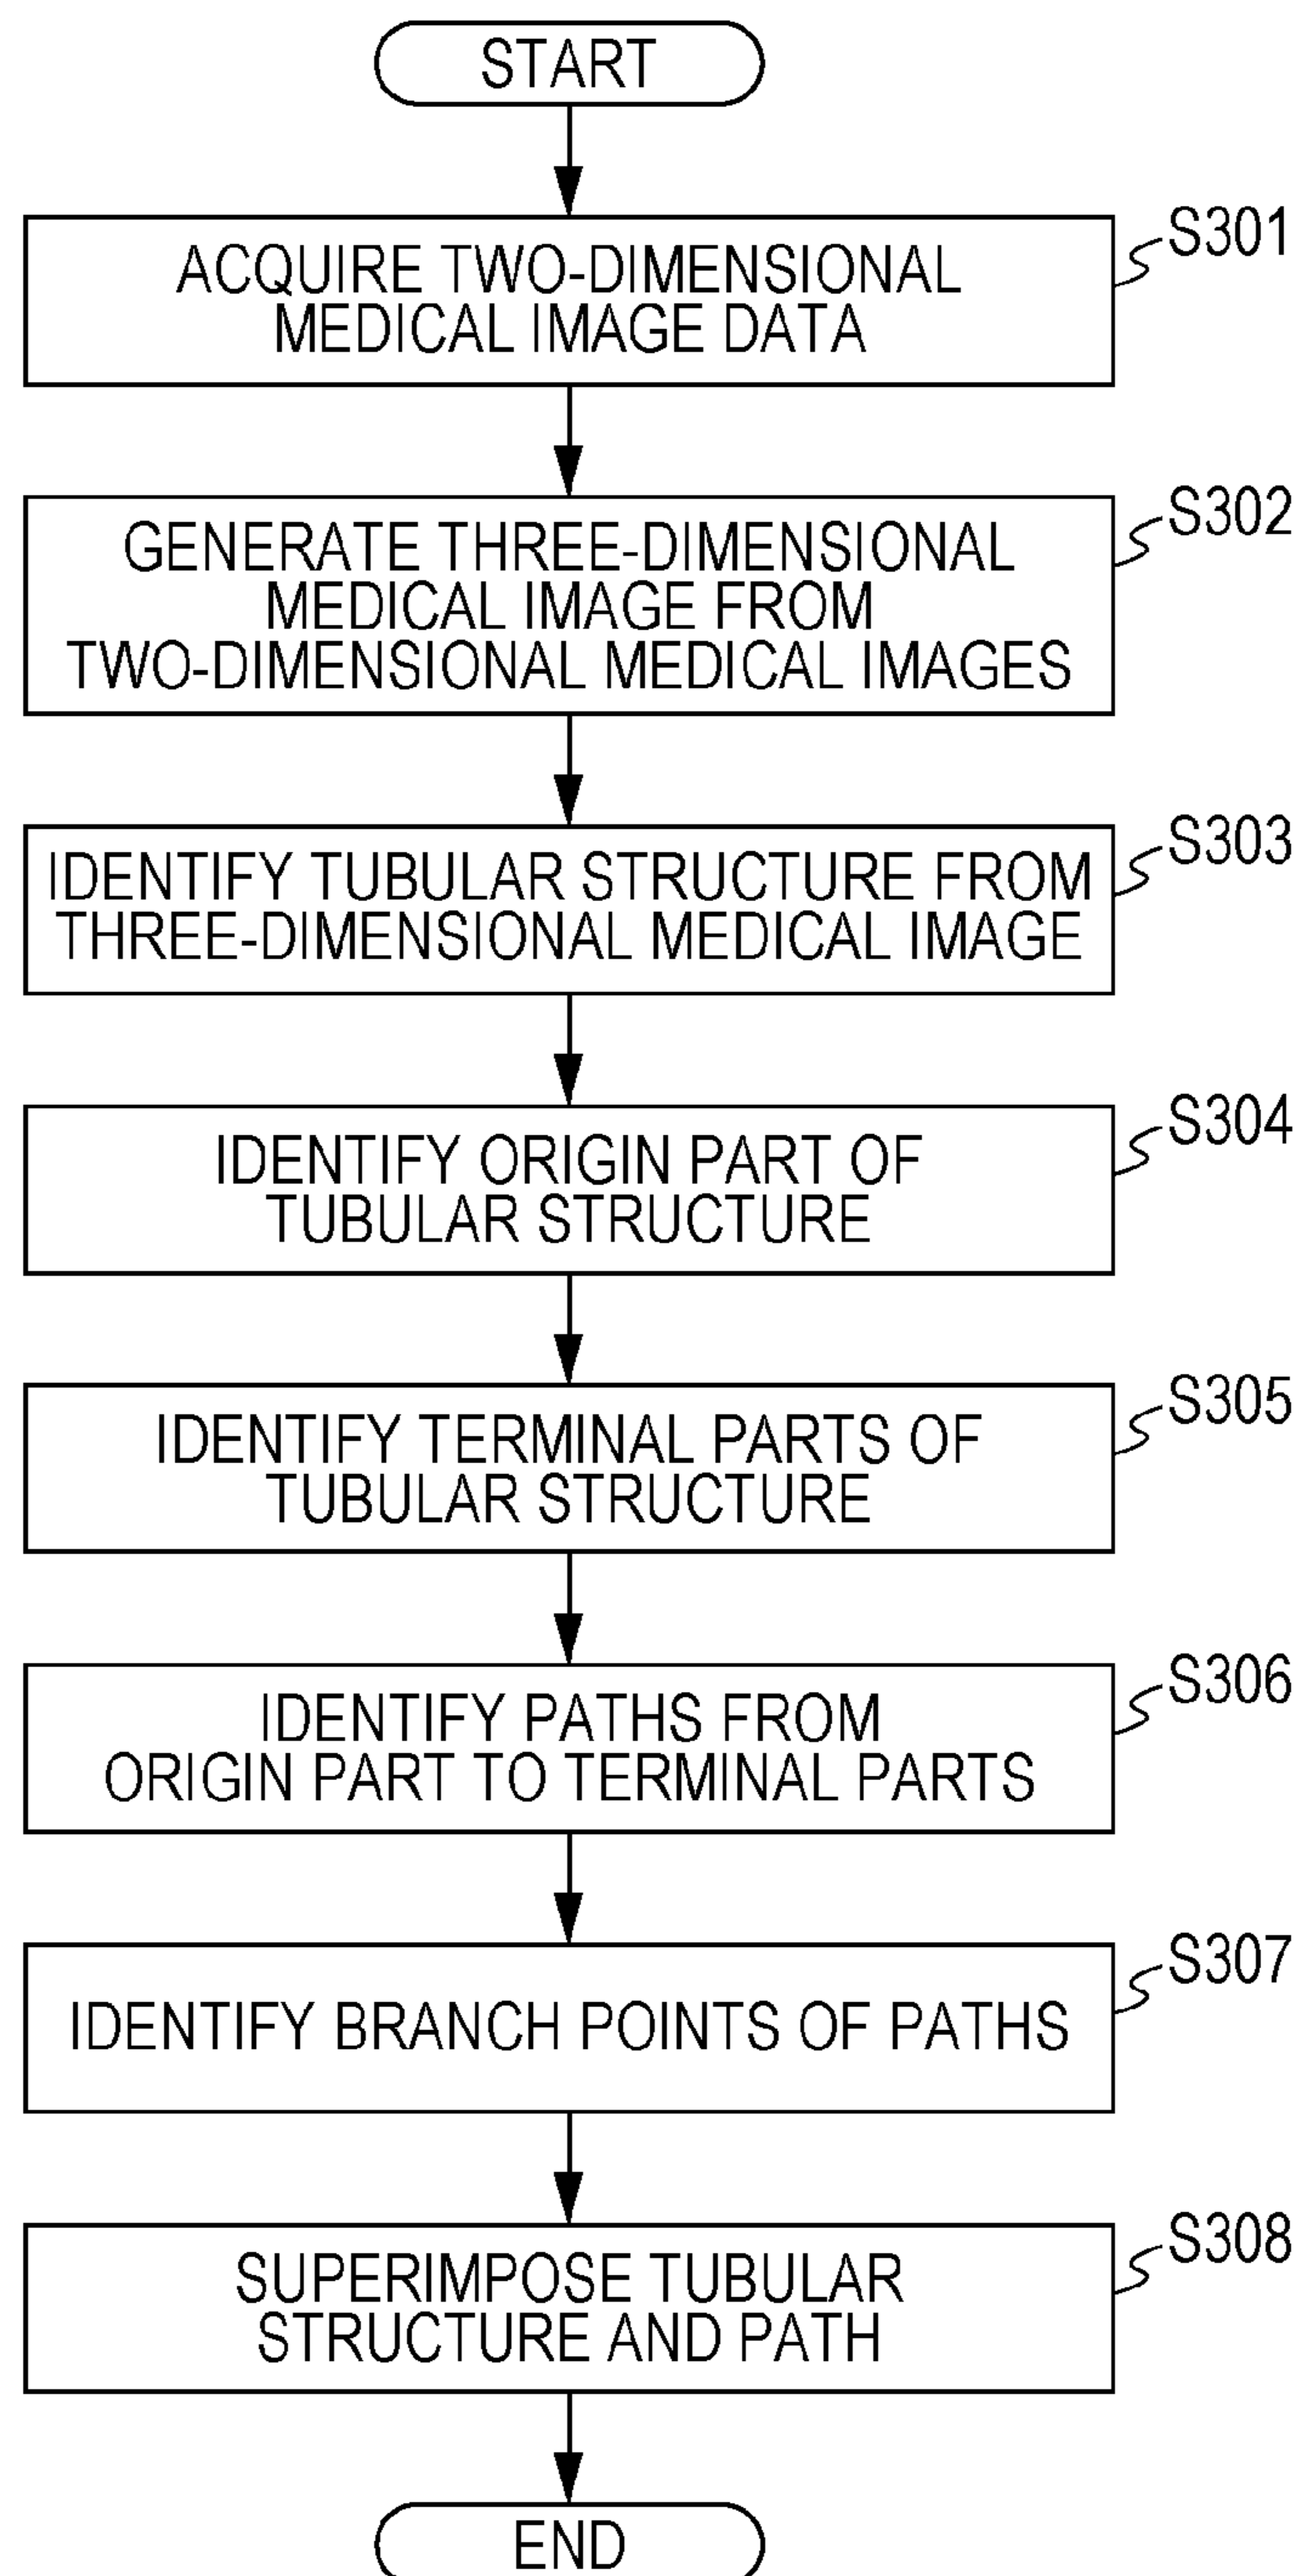 START
S301
ACQUIRE TWO-DIMENSIONAL
MEDICAL IMAGE DATA
S302
GENERATE THREE-DIMENSIONAL
MEDICAL IMAGE FROM
TWO-DIMENSIONAL MEDICAL IMAGES
S303
IDENTIFY TUBULAR STRUCTURE FROM
THREE-DIMENSIONAL MEDICAL IMAGE
S304
IDENTIFY ORIGIN PART OF
TUBULAR STRUCTURE
S305
IDENTIFY TERMINAL PARTS OF
TUBULAR STRUCTURE
S306
IDENTIFY PATHS FROM
ORIGIN PART TO TERMINAL PARTS
S307
IDENTIFY BRANCH POINTS OF PATHS
S308
SUPERIMPOSE TUBULAR
STRUCTURE AND PATH
END